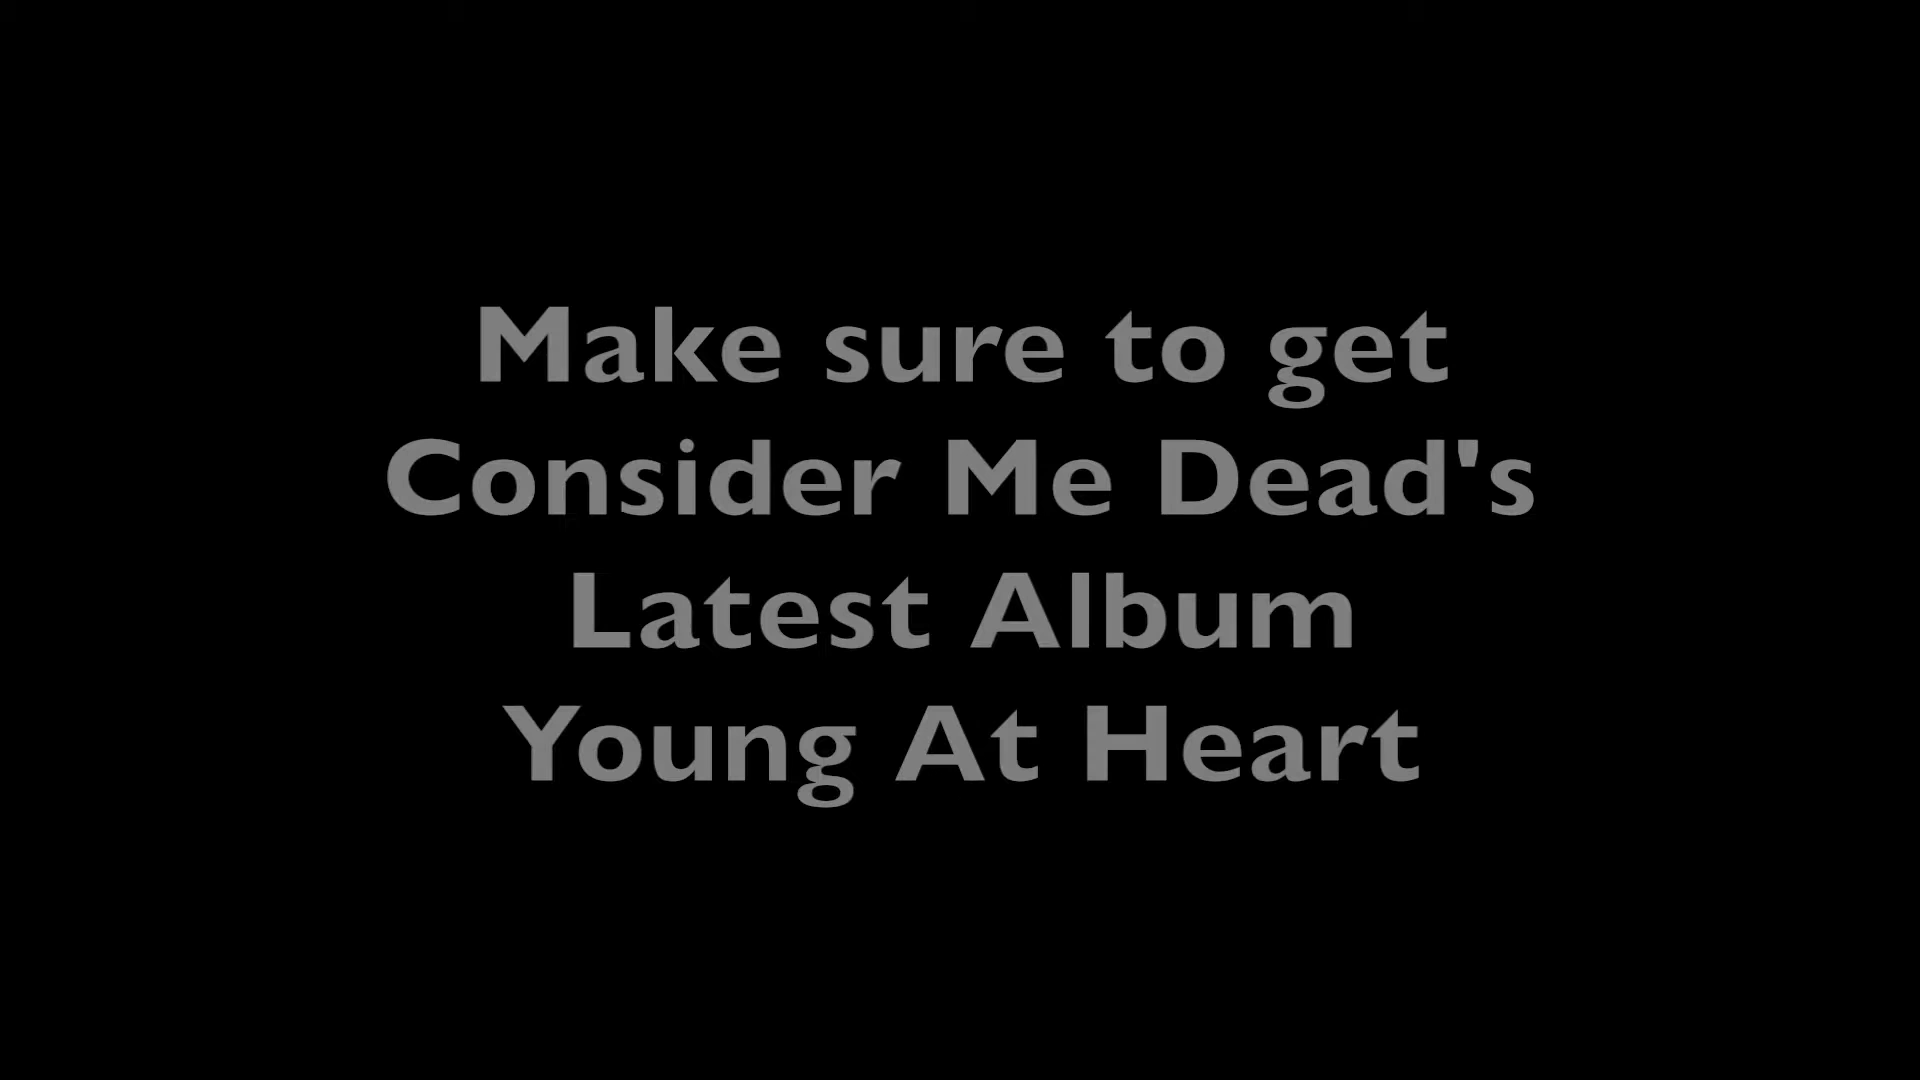 Make sure to get
Consider Me Dead's
Latest Album
Young At Heart